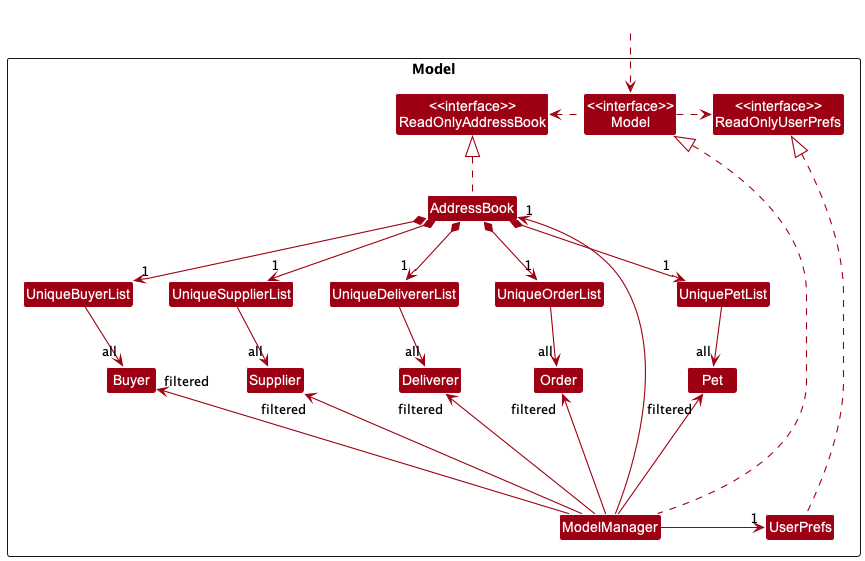 Model
<<interface>>
ReadOnlyAddressBook
<<interface>>
Model
<<interface>>
ReadOnlyUserPrefs
AddressBook
1
1
1
1
1
1
UniqueBuyerList
UniqueSupplierList
UniqueDelivererList
UniqueOrderList
UniquePetList
all
all
all
all
all
Buyer
Supplier
Deliverer
Order
Pet
filtered
filtered
filtered
filtered
filtered
ModelManager
1
UserPrefs